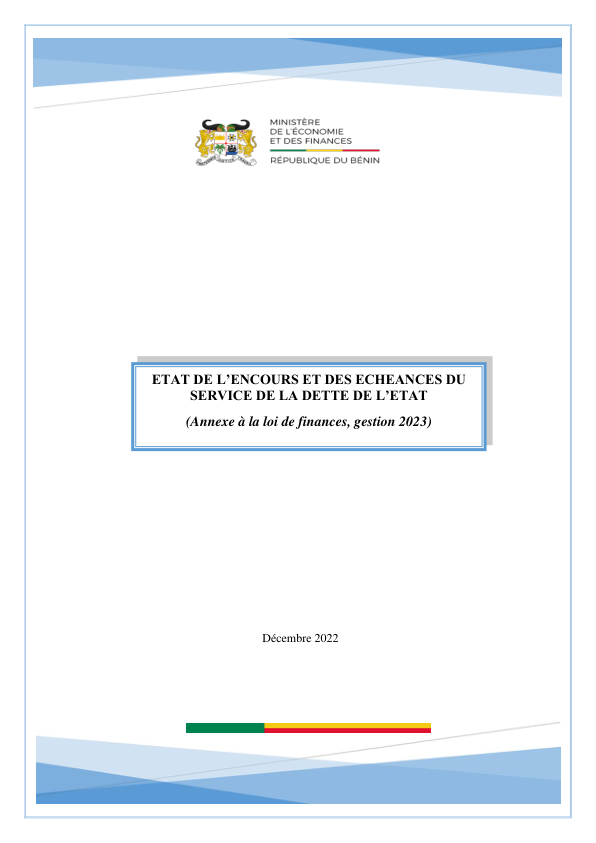 MINISTÈRE
DE L'ÉCONOMIE
ET DES FINANCES
RÉPUBLIQUE DU BÉNIN
ETAT DE L’ENCOURS ET DES ECHEANCES DU
SERVICE DE LA DETTE DE L’ETAT
(Annexe à la loi de finances, gestion 2023)
Décembre 2022